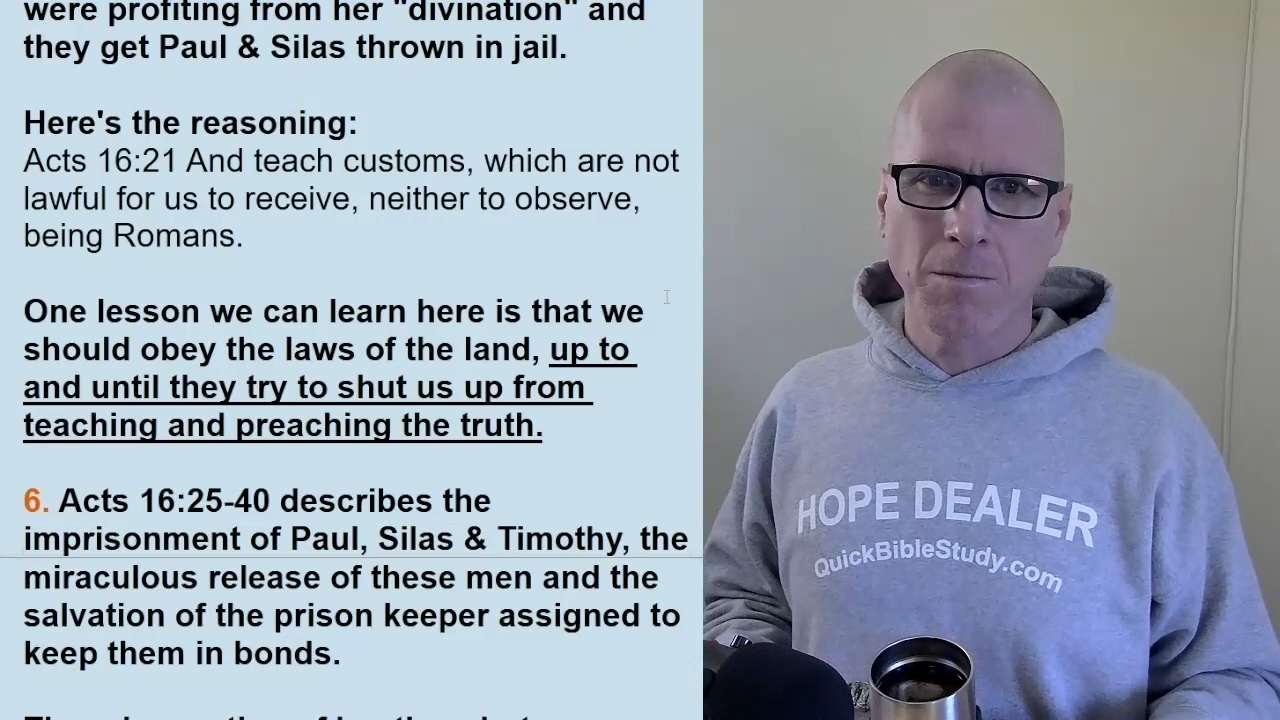 were profiting from her "divination" and
they get Paul & Silas thrown in jail.
Here's the reasoning:
Acts 16:21 And teach customs, which are not
lawful for us to receive, neither to observe,
being Romans.
One lesson we can learn here is that we
should obey the laws of the land, up to
and until they try to shut us up from
teaching and preaching the truth.
6. Acts 16:25-40 describes the
imprisonment of Paul, Silas & Timothy, the
miraculous release of these men and the
salvation of the prison keeper assigned to
keep them in bonds.
HOPE DEALER
QuickBibleStudy.com